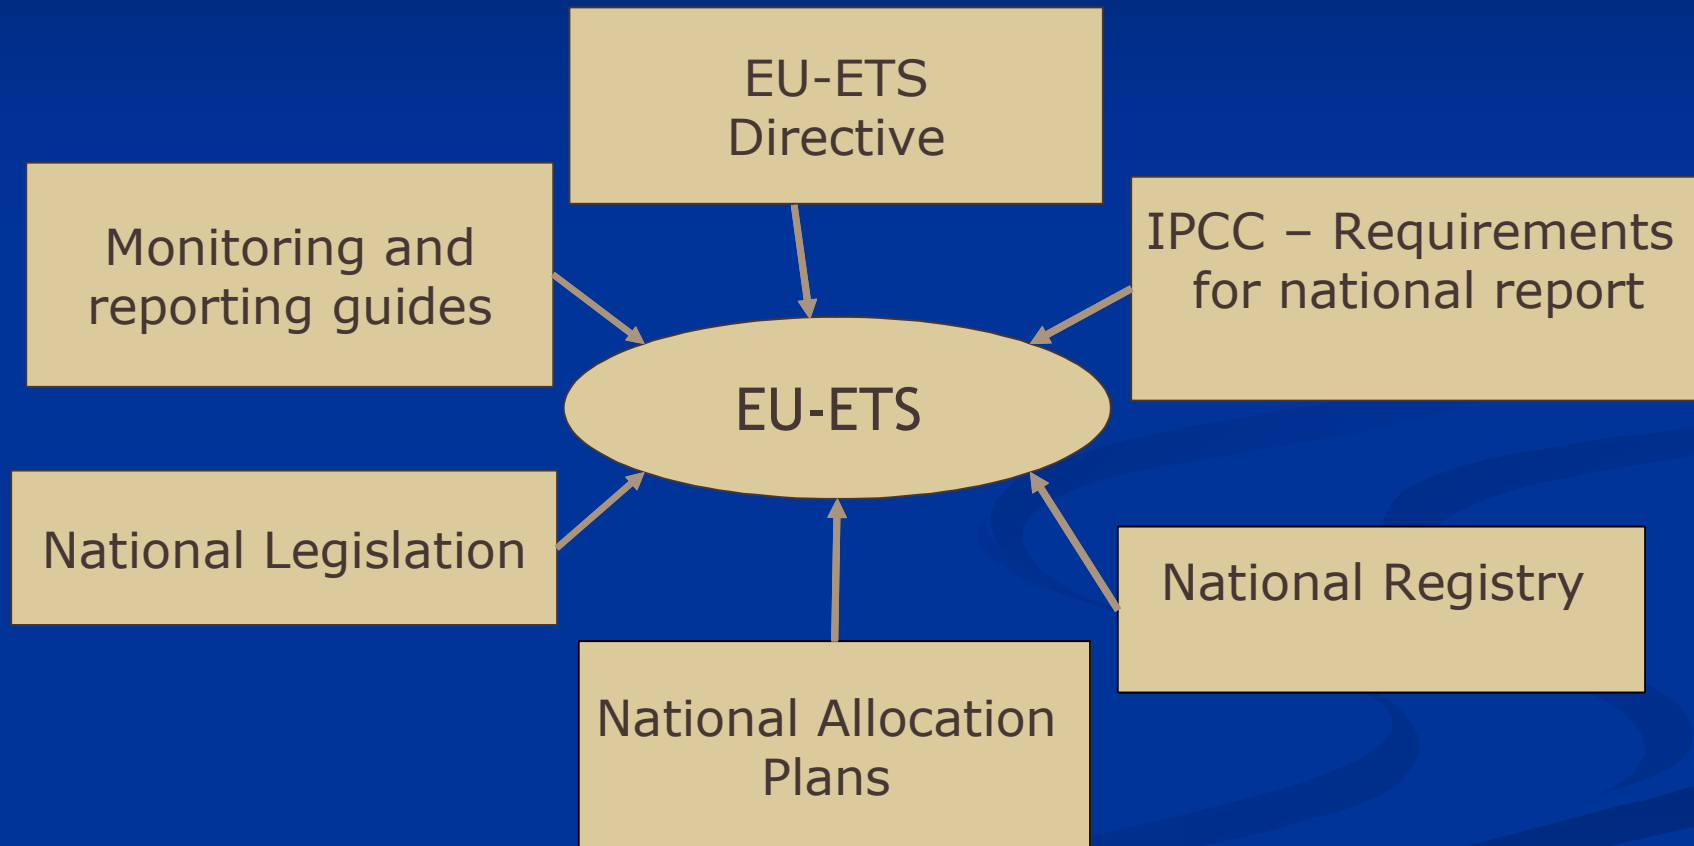 EU-ETS
Directive
Monitoring and
reporting guides
IPCC – Requirements
for national report
EU-ETS
National Legislation
National Registry
National Allocation
Plans